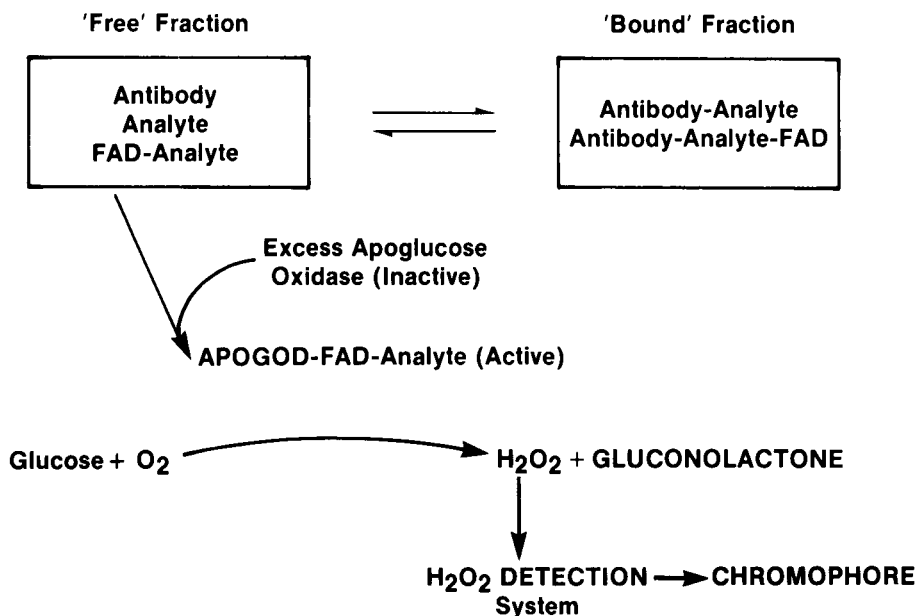 'Free' Fraction
'Bound' Fraction
Antibody
Analyte
FAD-Analyte
Antibody-Analyte
Antibody-Analyte-FAD
Excess Apoglucose
Oxidase (Inactive)
APOGOD-FAD-Analyte (Active)
Glucose + O2
H2O2 + GLUCONOLACTONE
H2O2 DETECTION
System
CHROMOPHORE